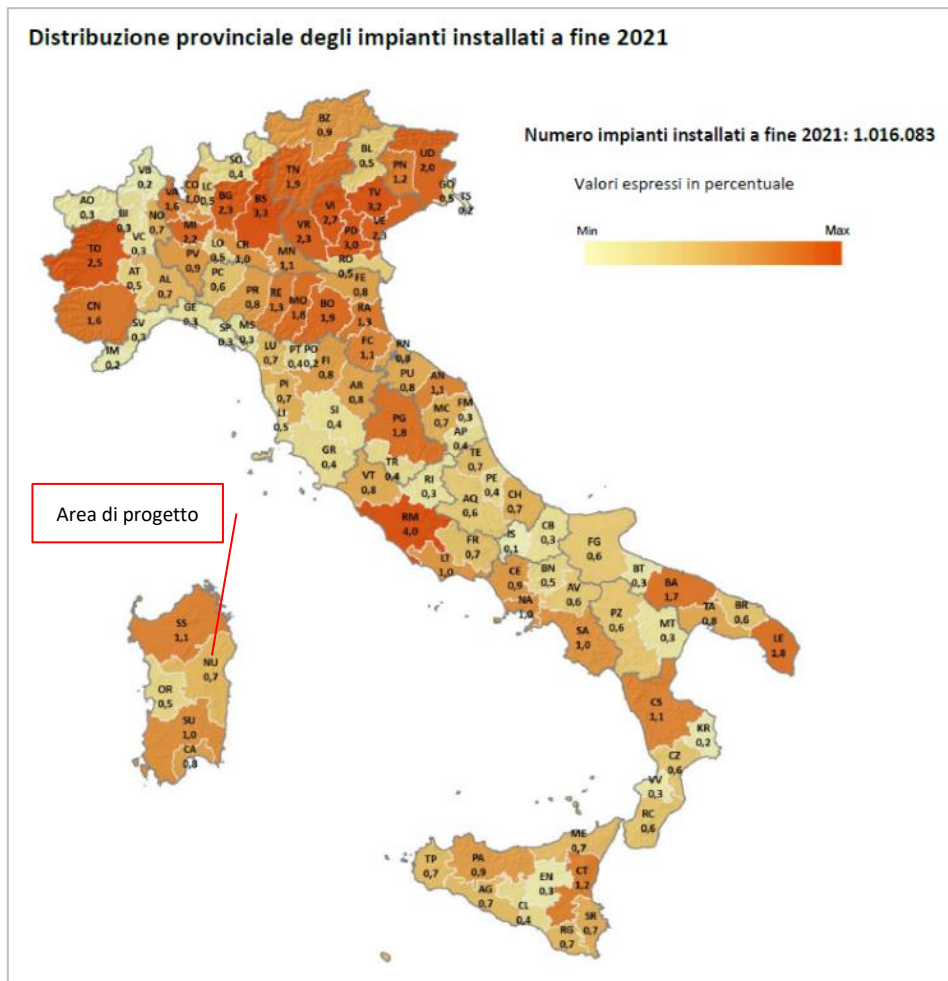 Distribuzione provinciale degli impianti installati a fine 2021
Numero impianti installati a fine 2021: 1.016.083
Valori espressi in percentuale
Min
Max
BZ
0,9
SO
0,4
BL
0,5
UD
2,0
PN
1,2
TN
1,9
VB
0,2
AO
0,3
VA
1,6
CO
1,0
LC
0,5
BG
2,3
BS
3,3
VI
2,7
TV
3,2
GO
0,5
TS
0,2
BI
0,3
NO
0,7
MI
2,2
VR
2,3
PD
3,0
VE
2,3
TO
2,5
VC
0,3
PV
0,9
LO
0,5
CR
1,0
MN
1,1
RO
0,5
AT
0,5
AL
0,7
PC
0,6
PR
0,8
RE
1,3
MO
1,8
BO
1,9
FE
0,8
RA
1,3
CN
1,6
SV
0,3
GE
0,3
SP
0,3
MS
0,3
IM
0,2
LU
0,7
PT
0,4
PO
0,2
FI
0,8
FC
1,1
RN
0,8
PU
0,8
AN
1,1
PI
0,7
LI
0,5
SI
0,4
AR
0,8
PG
1,8
MC
0,7
FM
0,3
AP
0,4
GR
0,4
TR
0,4
TE
0,7
VT
0,8
RI
0,3
PE
0,4
AQ
0,6
CH
0,7
Area di progetto
RM
4,0
FR
0,7
IS
0,1
CB
0,3
FG
0,6
LT
1,0
CE
0,9
BN
0,5
BT
0,3
BA
1,7
NA
AV
0,6
PZ
0,6
MT
0,3
TA
0,8
BR
0,6
SA
1,0
LE
1,8
SS
1,1
NU
0,7
OR
0,5
SU
1,0
CA
0,8
CS
1,1
KR
0,2
CZ
0,6
VV
0,3
RC
0,6
ME
0,7
TP
0,7
PA
0,9
EN
0,3
CT
1,2
AG
0,7
CL
0,4
SR
0,7
RG
0,7